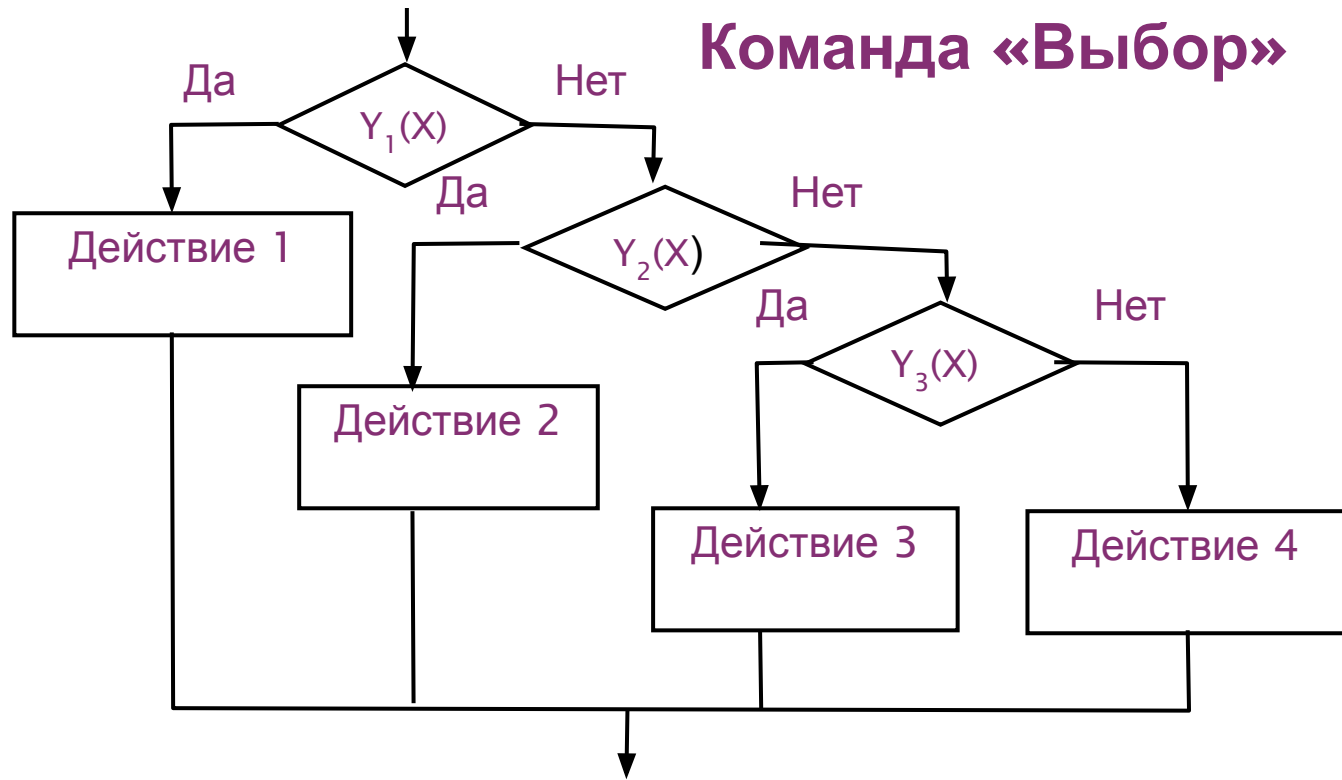 Команда «Выбор»
Да
Нет
Y₁(X)
Да
Нет
Действие 1
Y₂(X)
Да
Нет
Y₃(X)
Действие 2
Действие 3
Действие 4